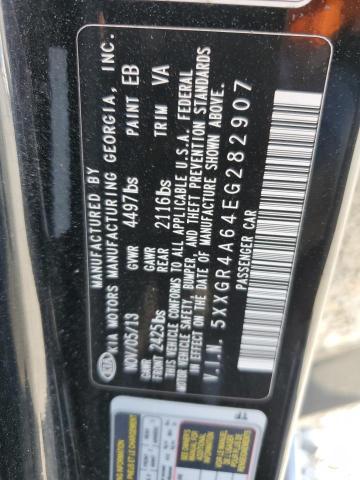 MANUFACTURED BY
KIA KIA MOTORS MANUFACTURING GEORGIA, INC.
NOV/05/13 GVWR 4497lbs PAINT EB
GAWR FRONT 2425lbs GAWR REAR 2116lbs TRIM VA
THIS VEHICLE CONFORMS TO ALL APPLICABLE U.S.A. FEDERAL
MOTOR VEHICLE SAFETY, BUMPER, AND THEFT PREVENTION STANDARDS
IN EFFECT ON THE DATE OF MANUFACTURE SHOWN ABOVE.
V.I.N. 5XXGR4A64EG282907
PASSENGER CAR
INFORMATION